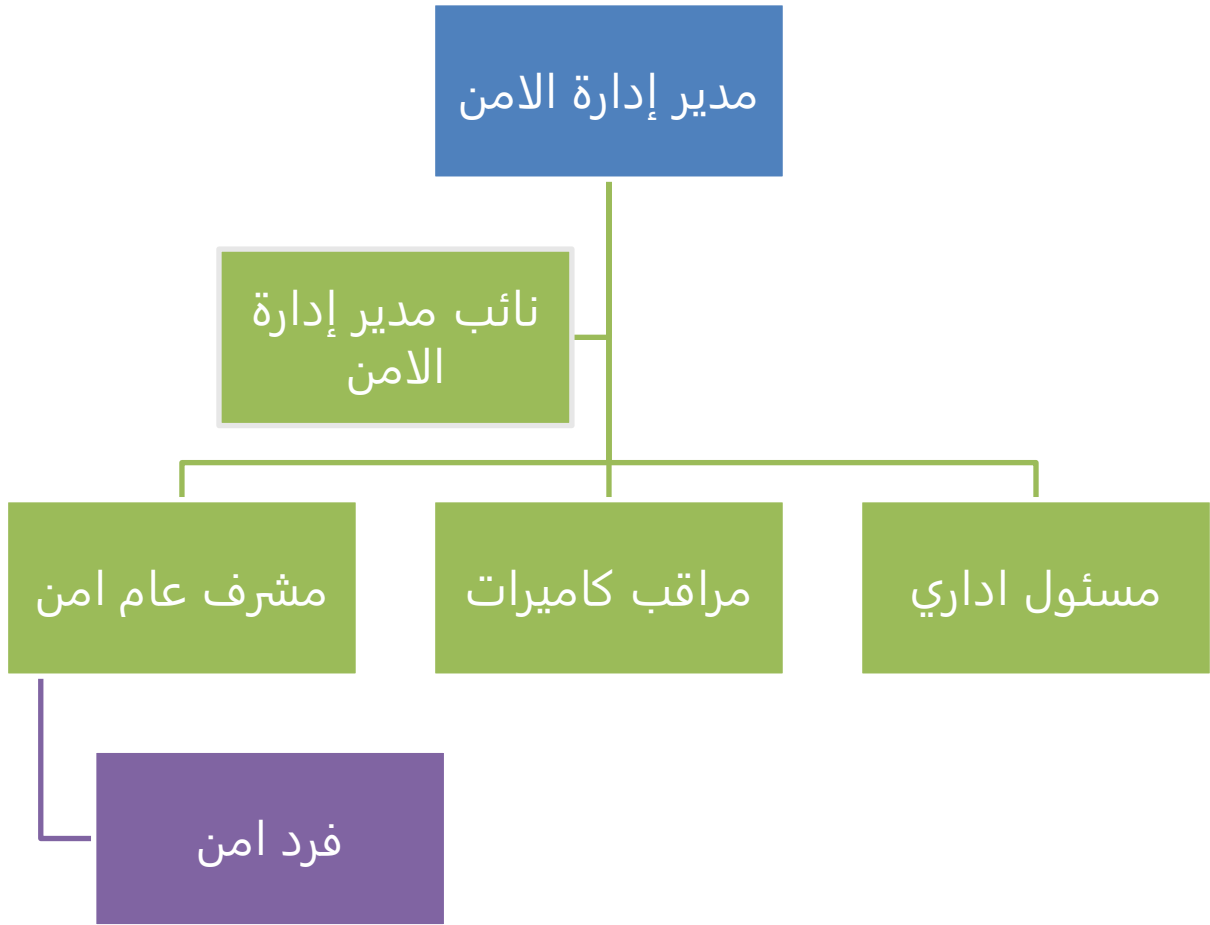 مدير إدارة الامن
نائب مدير إدارة
الامن
مسئول اداري
مراقب كاميرات
مشرف عام امن
فرد امن